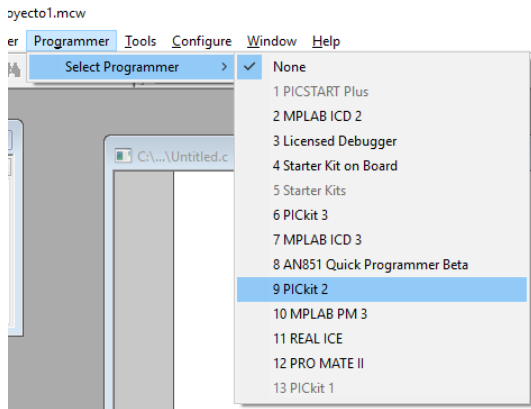 oyecto1.mcw
er Programmer Tools Configure Window Help
Select Programmer > ✓ None
1 PICSTART Plus
2 MPLAB ICD 2
3 Licensed Debugger
C:\...\Untitled.c
4 Starter Kit on Board
5 Starter Kits
6 PICkit 3
7 MPLAB ICD 3
8 AN851 Quick Programmer Beta
9 PICkit 2
10 MPLAB PM 3
11 REAL ICE
12 PRO MATE II
13 PICkit 1